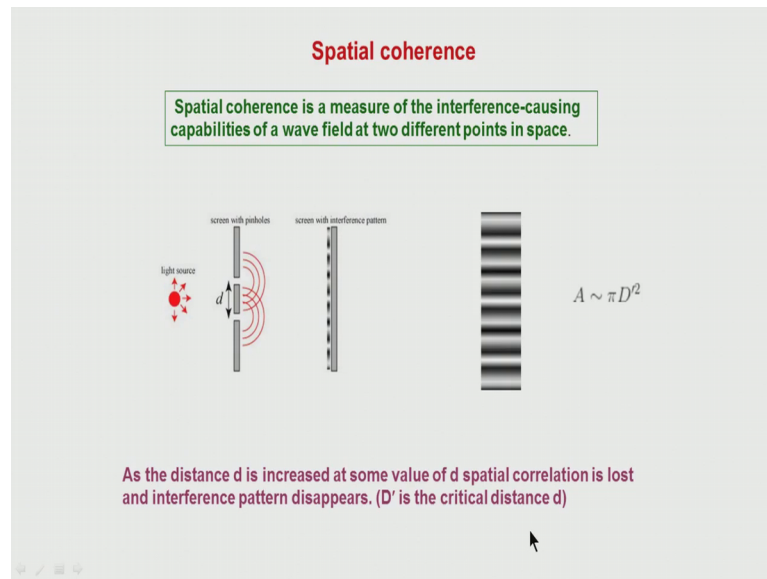 Spatial coherence
Spatial coherence is a measure of the interference-causing
capabilities of a wave field at two different points in space.
screen with pinholes
screen with interference pattern
light source
d
A ~ πD′²
As the distance d is increased at some value of d spatial correlation is lost
and interference pattern disappears. (D′ is the critical distance d)